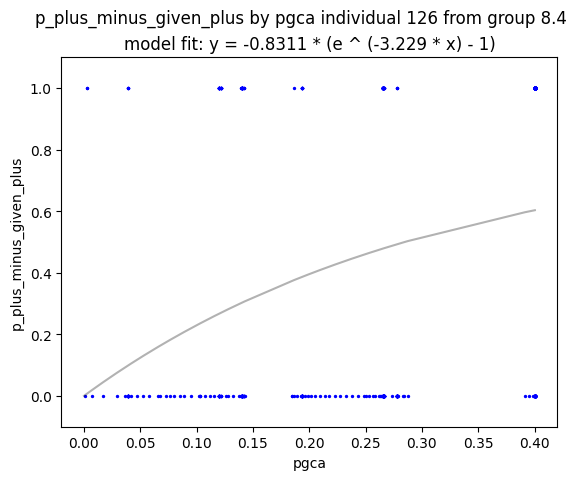 p_plus_minus_given_plus by pgca individual 126 from group 8.4
model fit: y = -0.8311 * (e ^ (-3.229 * x) - 1)
1.0
0.8
0.6
0.4
0.2
0.0
p_plus_minus_given_plus
0.00 0.05 0.10 0.15 0.20 0.25 0.30 0.35 0.40
pgca